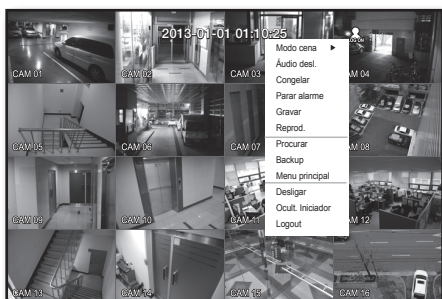 2013-01-01 01:10:25
LOG ON
CAM 01
CAM 02
CAM 03
CAM 04
Modo cena
Áudio desl.
Congelar
Parar alarme
Gravar
Reprod.
Procurar
Backup
Menu principal
Desligar
Ocult. Iniciador
Logout
CAM 05
CAM 06
CAM 07
CAM 08
CAM 09
CAM 10
CAM 11
CAM 12
CAM 13
CAM 14
CAM 15
CAM 16